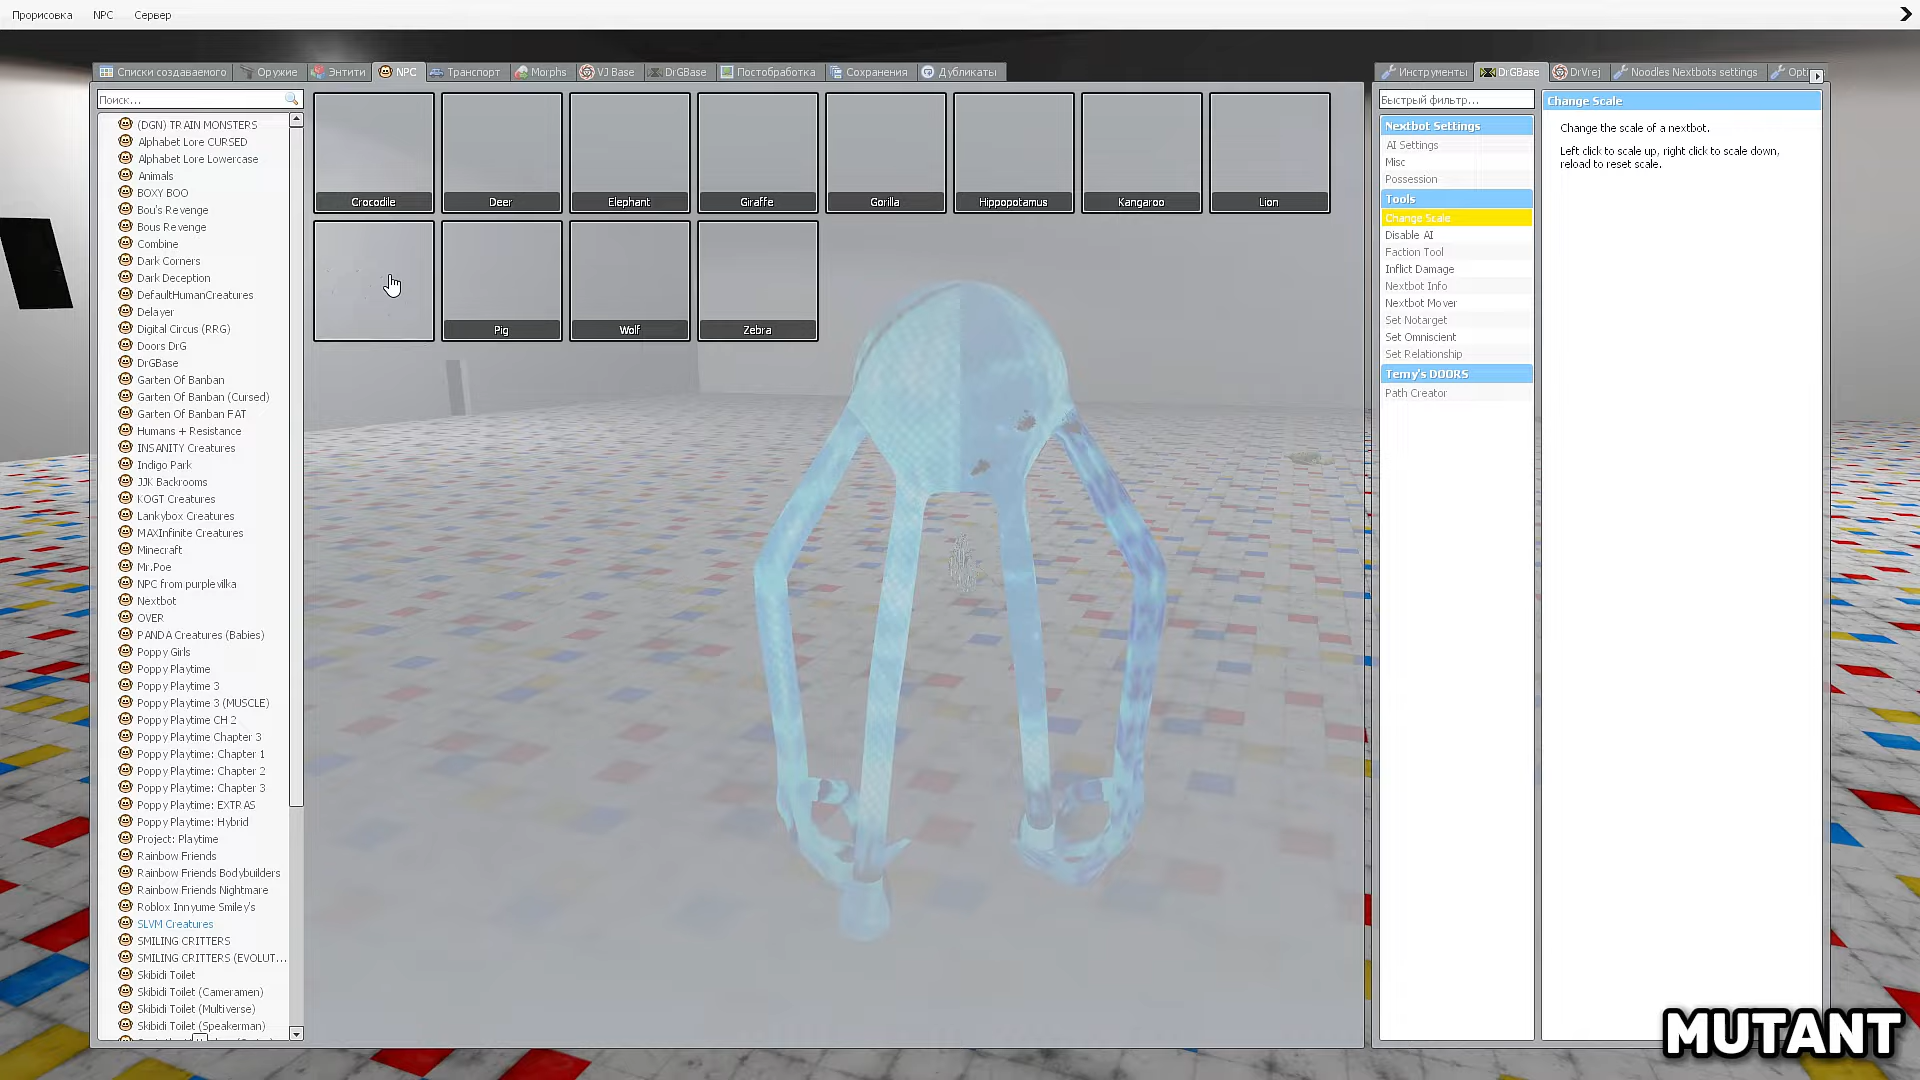 Прорисовка NPC Сервер
Списки создаваемого Оружие Энтити NPC Транспорт Morphs VJ Base DrGBase Постобработка Сохранения Дубликаты
Инструменты DrGBase DrVrej Noodles Nextbots settings
Поиск...
(DGN) TRAIN MONSTERS
Alphabet Lore CURSED
Alphabet Lore Lowercase
Animals
BOXY BOO
Bou's Revenge
Bous Revenge
Combine
Dark Corners
Dark Deception
DefaultHumanCreatures
Delayer
Digital Circus (RRG)
Doors DrG
DrGBase
Garten Of Banban
Garten Of Banban (Cursed)
Garten Of Banban FAT
Humans + Resistance
INSANITY Creatures
Indigo Park
JJK Backrooms
KOGT Creatures
Lankybox Creatures
MAXInfinite Creatures
Minecraft
Mr.Poe
NPC from purplevilka
Nextbot
OVER
PANDA Creatures (Babies)
Poppy Girls
Poppy Playtime
Poppy Playtime 3
Poppy Playtime 3 (MUSCLE)
Poppy Playtime CH 2
Poppy Playtime Chapter 3
Poppy Playtime: Chapter 1
Poppy Playtime: Chapter 2
Poppy Playtime: Chapter 3
Poppy Playtime: EXTRAS
Poppy Playtime: Hybrid
Project: Playtime
Rainbow Friends
Rainbow Friends Bodybuilders
Rainbow Friends Nightmare
Roblox Innyume Smiley's
SLVM Creatures
SMILING CRITTERS
SMILING CRITTERS (EVOLUT...
Skibidi Toilet
Skibidi Toilet (Cameramen)
Skibidi Toilet (Multiverse)
Skibidi Toilet (Speakerman)
Crocodile Deer Elephant Giraffe Gorilla Hippopotamus Kangaroo Lion
Pig Wolf Zebra
Быстрый фильтр...
Nextbot Settings
AI Settings
Misc
Possession
Tools
Change Scale
Disable AI
Faction Tool
Inflict Damage
Nextbot Info
Nextbot Mover
Set Notarget
Set Omniscient
Set Relationship
Temy's DOORS
Path Creator
Change Scale
Change the scale of a nextbot.
Left click to scale up, right click to scale down,
reload to reset scale.
MUTANT